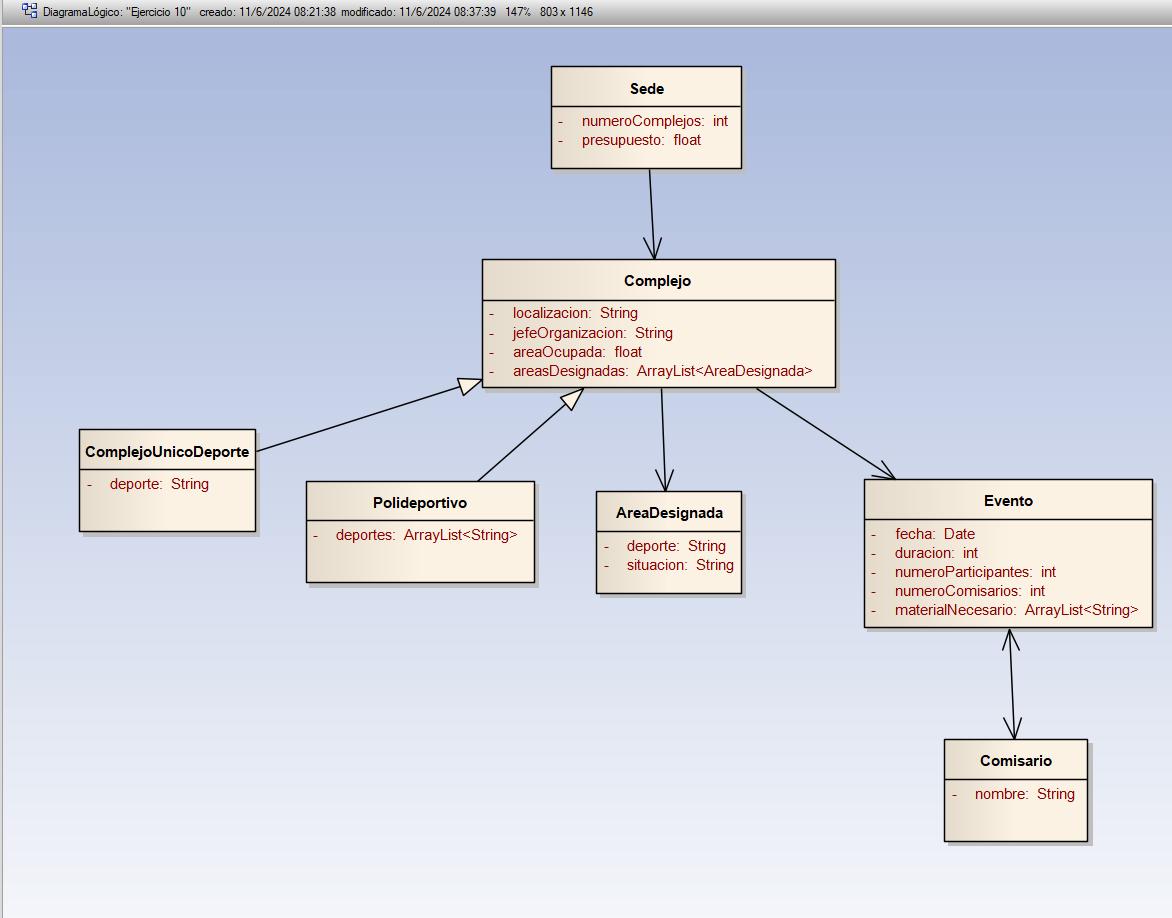 DiagramaLógico: "Ejercicio 10" creado: 11/6/2024 08:21:38 modificado: 11/6/2024 08:37:39 147% 803 x 1146
Sede
- numeroComplejos: int
- presupuesto: float
Complejo
- localizacion: String
- jefeOrganizacion: String
- areaOcupada: float
- areasDesignadas: ArrayList<AreaDesignada>
ComplejoUnicoDeporte
- deporte: String
Polideportivo
- deportes: ArrayList<String>
AreaDesignada
- deporte: String
- situacion: String
Evento
- fecha: Date
- duracion: int
- numeroParticipantes: int
- numeroComisarios: int
- materialNecesario: ArrayList<String>
Comisario
- nombre: String